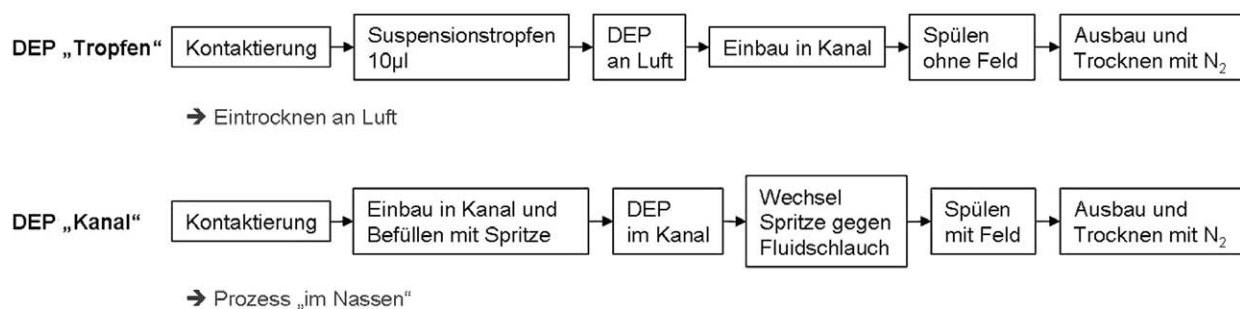 DEP „Tropfen“
Kontaktierung
Suspensionstropfen
10µl
DEP
an Luft
Einbau in Kanal
Spülen
ohne Feld
Ausbau und
Trocknen mit N₂
➔ Eintrocknen an Luft
DEP „Kanal“
Kontaktierung
Einbau in Kanal und
Befüllen mit Spritze
DEP
im Kanal
Wechsel
Spritze gegen
Fluidschlauch
Spülen
mit Feld
Ausbau und
Trocknen mit N₂
➔ Prozess „im Nassen“